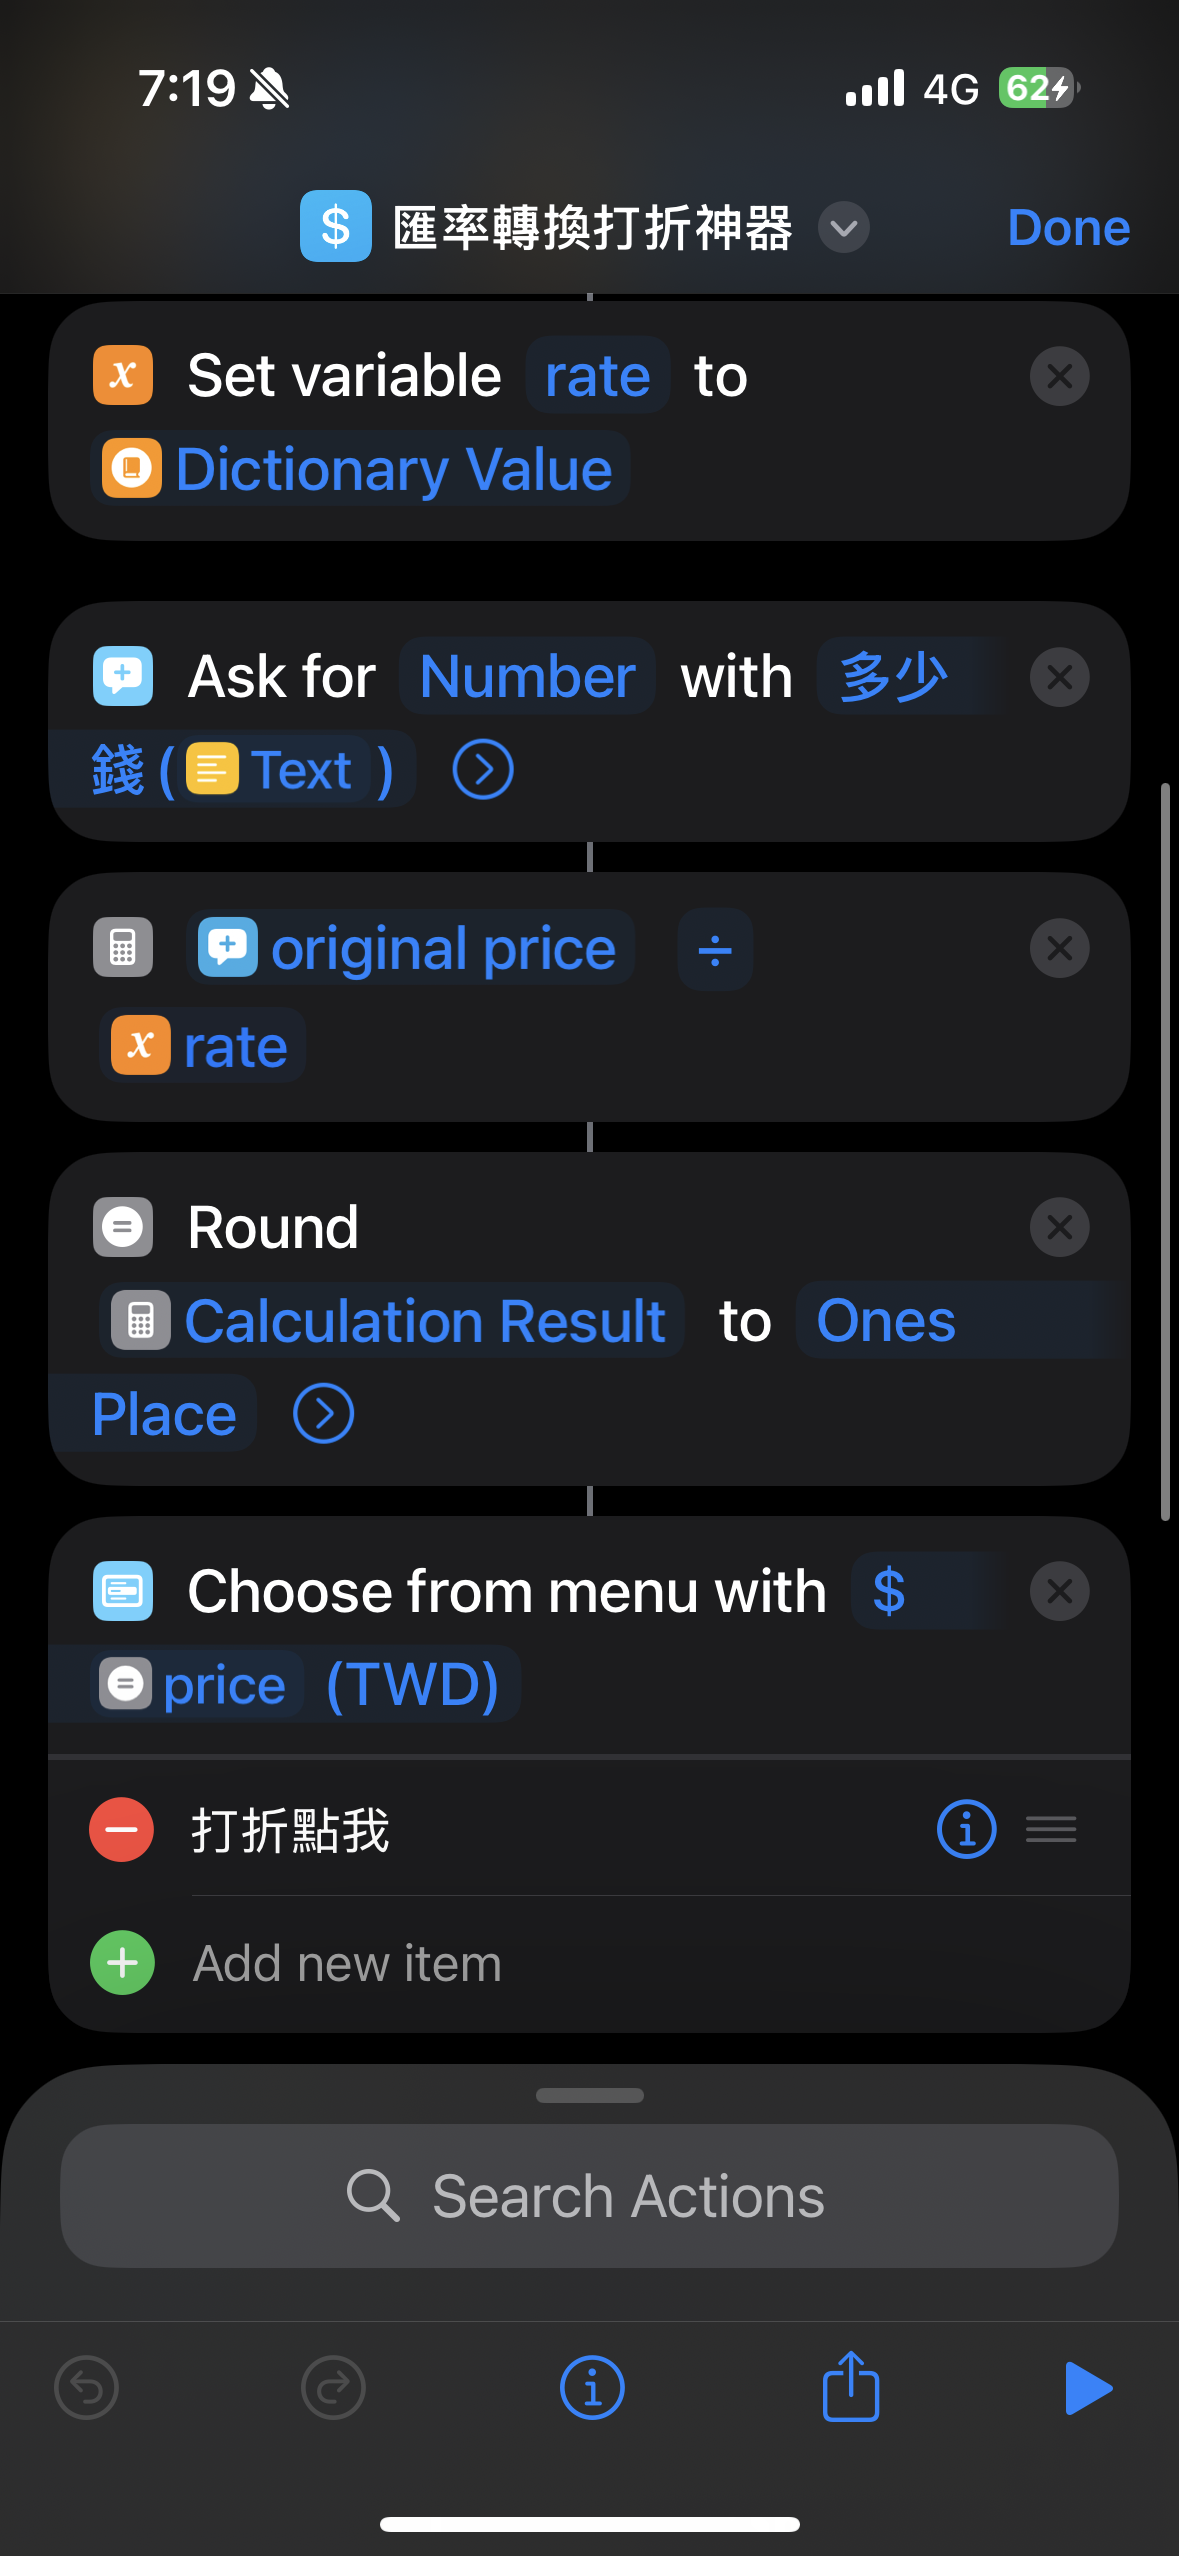 7:19 4G 62
$ 匯率轉換打折神器 Done
x Set variable rate to
Dictionary Value
Ask for Number with 多少
錢 ( Text )
original price ÷
x rate
Round
Calculation Result to Ones
Place
Choose from menu with $
price (TWD)
打折點我
Add new item
Search Actions